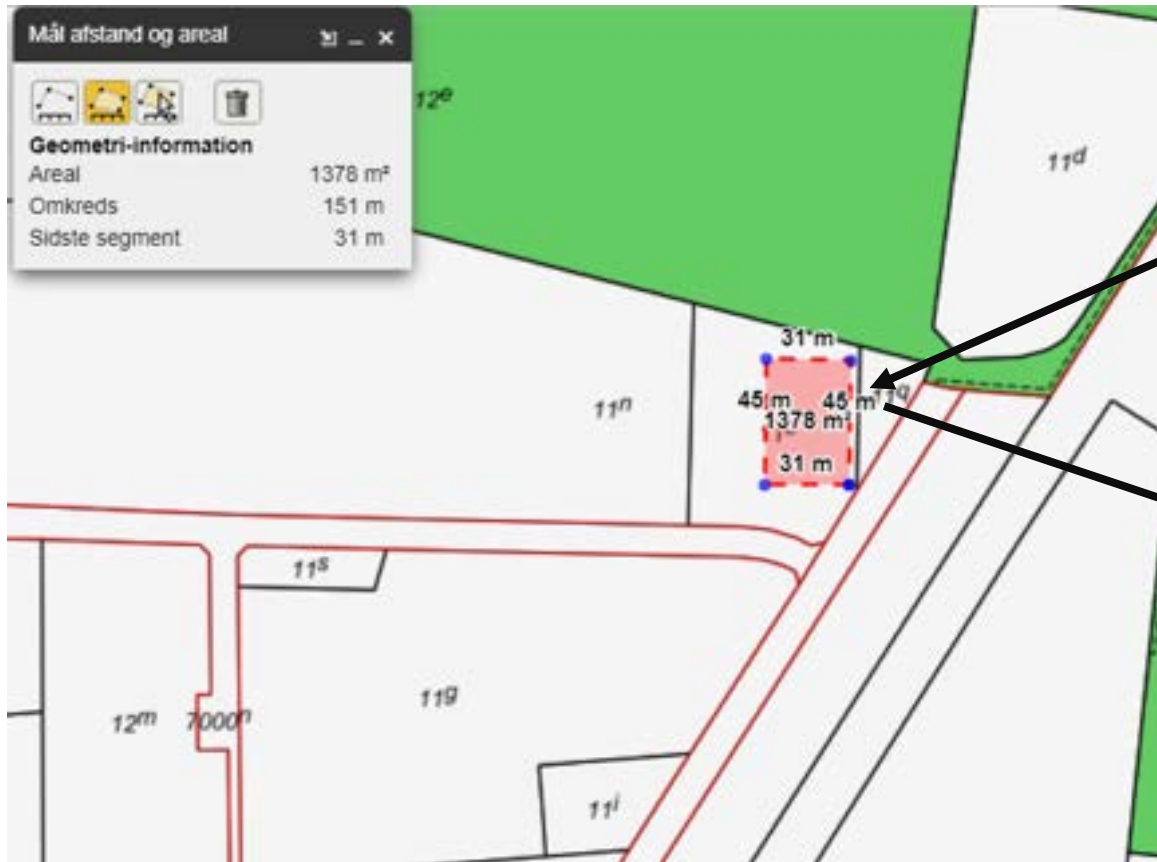 Mål afstand og areal
Geometri-information
Areal 1378 m²
Omkreds 151 m
Sidste segment 31 m
12e
11d
31 m
11n
45 m
45 m
11q
1378 m²
31 m
11s
11g
12m
7000n
11i